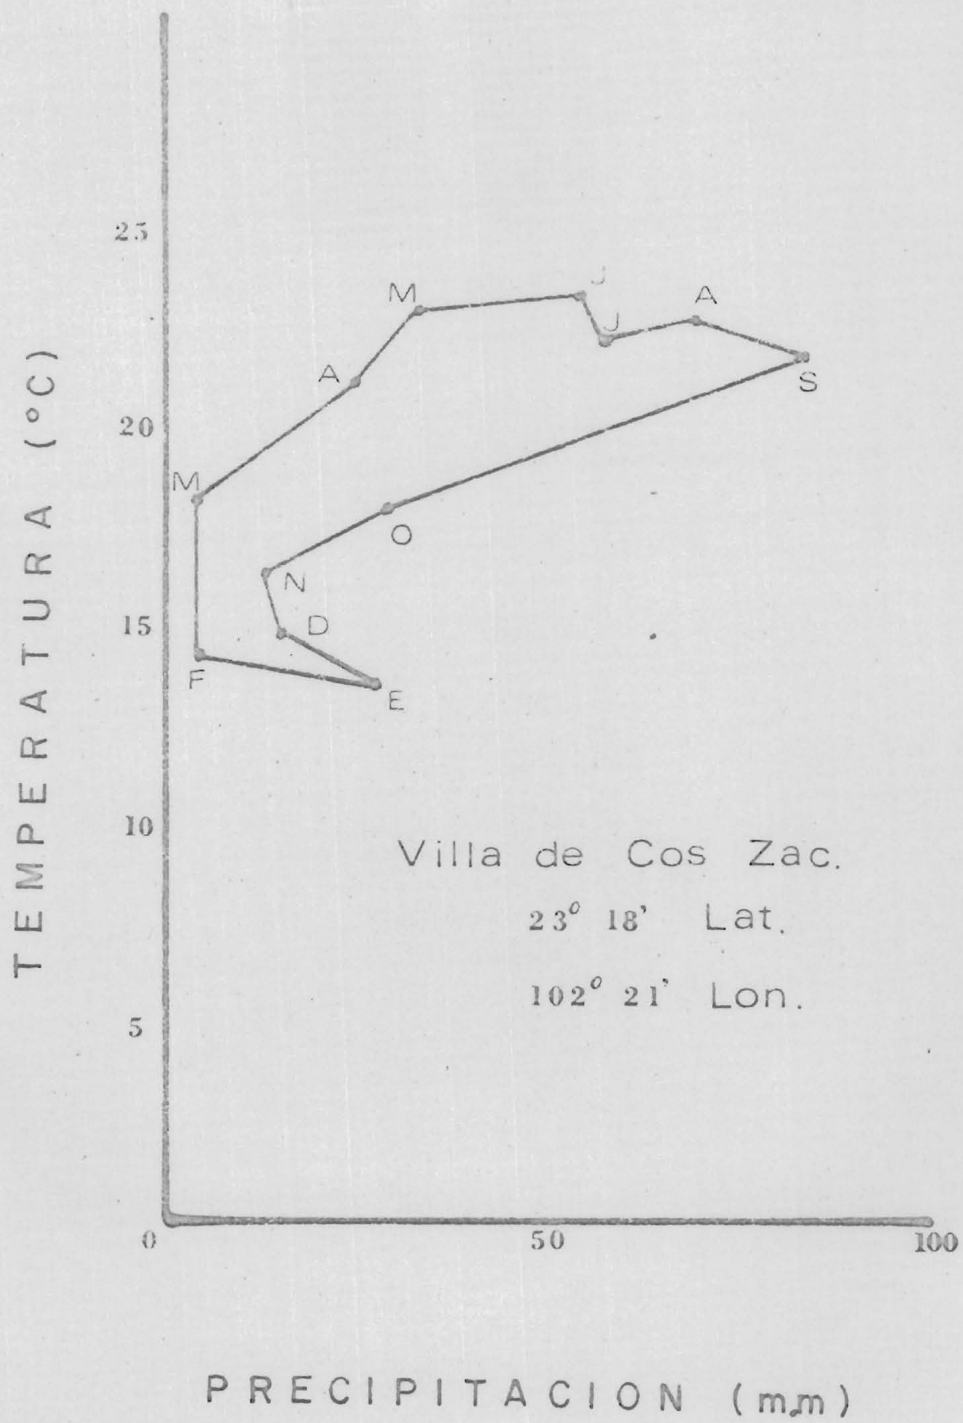 TEMPERATURA (°C)
25
20
15
10
5
0
50
100
J
M
A
J
A
S
M
O
N
D
F
E
Villa de Cos Zac.
23° 18' Lat.
102° 21' Lon.
PRECIPITACION (m.m)